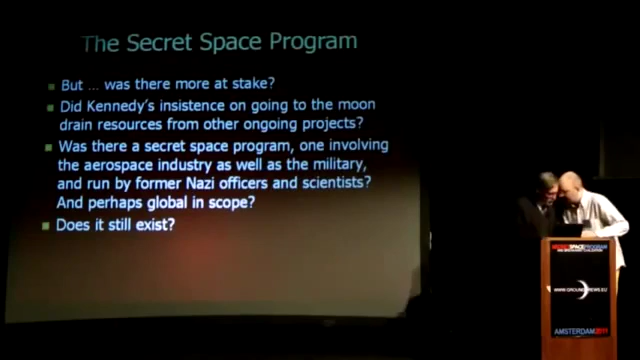 The Secret Space Program
But ... was there more at stake?
Did Kennedy's insistence on going to the moon
drain resources from other ongoing projects?
Was there a secret space program, one involving
the aerospace industry as well as the military,
and run by former Nazi officers and scientists?
And perhaps global in scope?
Does it still exist?
SPACE PROGRAM
AMSTERDAM 2011